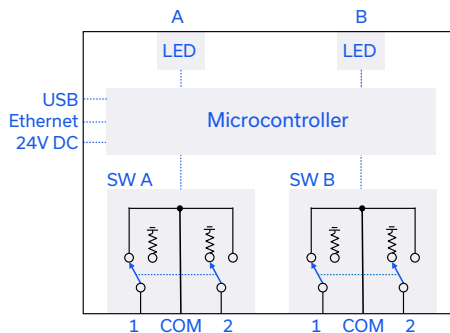 A B
LED LED
USB
Ethernet
24V DC
Microcontroller
SW A SW B
1 COM 2 1 COM 2